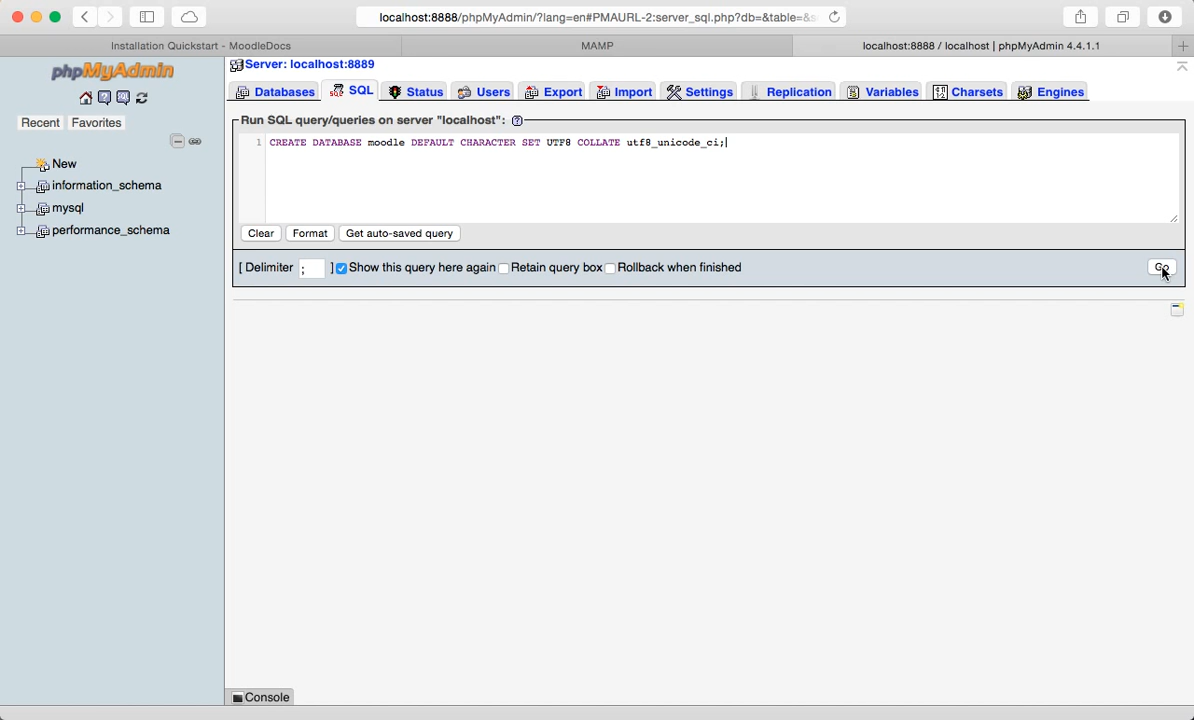 localhost:8888/phpMyAdmin/?lang=en#PMAURL-2:server_sql.php?db=&table=&s
Installation Quickstart - MoodleDocs
MAMP
localhost:8888 / localhost | phpMyAdmin 4.4.1.1
phpMyAdmin
Recent
Favorites
New
information_schema
mysql
performance_schema
Server: localhost:8889
Databases
SQL
Status
Users
Export
Import
Settings
Replication
Variables
Charsets
Engines
Run SQL query/queries on server "localhost":
1 CREATE DATABASE moodle DEFAULT CHARACTER SET UTF8 COLLATE utf8_unicode_ci;
Clear
Format
Get auto-saved query
[ Delimiter ; ] Show this query here again Retain query box Rollback when finished
Go
Console